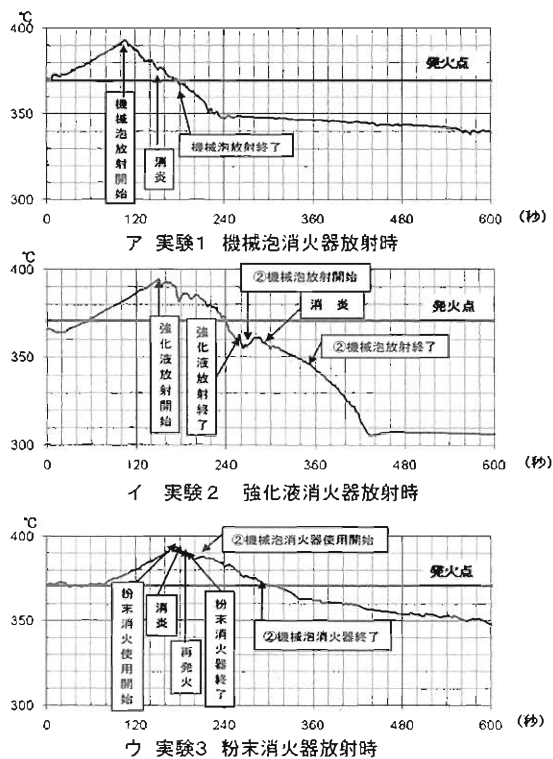 ℃
400
350
300
0
120
240
360
480
600
(秒)
発火点
機械泡放射開始
消炎
機械泡放射終了
ア 実験1 機械泡消火器放射時
400
350
300
℃
0
120
240
360
480
600
(秒)
②機械泡放射開始
消炎
発火点
②機械泡放射終了
強化液放射開始
強化液放射終了
イ 実験2 強化液消火器放射時
℃
400
350
300
0
120
240
360
480
600
(秒)
②機械泡消火器使用開始
発火点
粉末消火使用開始
消炎
再発火
粉末消火器終了
②機械泡消火器終了
ウ 実験3 粉末消火器放射時